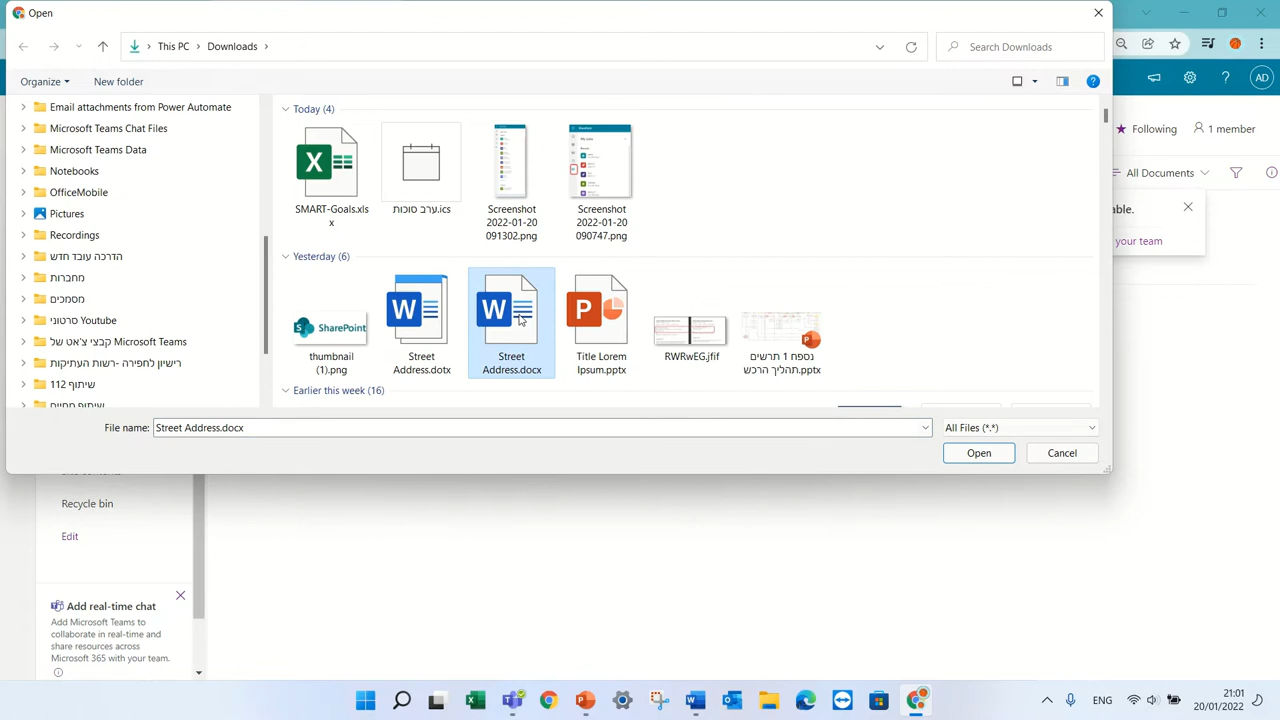 Open
This PC
Downloads
Search Downloads
Organize
New folder
Email attachments from Power Automate
Microsoft Teams Chat Files
Microsoft Teams Data
Notebooks
OfficeMobile
Pictures
Recordings
הדרכה עובד חדש
מחברות
מסמכים
סרטוני Youtube
קבצי צ'אט של Microsoft Teams
רישיון לחפירה -רשות העתיקות
שיתוף 112
שיתוף חמ"ים
Today (4)
SMART-Goals.xls
x
ערב סוכות.ics
Screenshot
2022-01-20
091302.png
Screenshot
2022-01-20
090747.png
Yesterday (6)
SharePoint
thumbnail
(1).png
Street
Address.dotx
Street
Address.docx
Title Lorem
Ipsum.pptx
RWRwEG.jfif
נספח 1 תרשים
תהליך הרכש.pptx
Earlier this week (16)
File name:
Street Address.docx
All Files (*.*)
Open
Cancel
AD
Following
1 member
All Documents
able.
your team
Recycle bin
Edit
Add real-time chat
Add Microsoft Teams to
collaborate in real-time and
share resources across
Microsoft 365 with your team.
ENG
21:01
20/01/2022